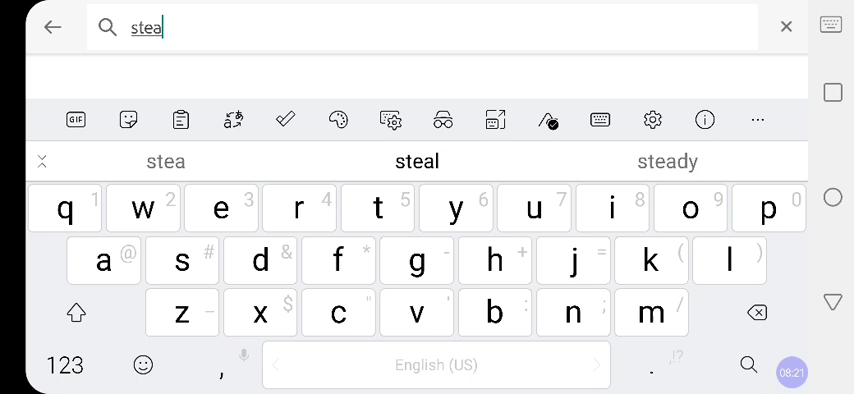 stea
GIF
stea steal steady
q 1 w 2 e 3 r 4 t 5 y 6 u 7 i 8 o 9 p 0
a @ s # d & f * g - h + j = k ( l )
z _ x $ c " v ' b : n ; m /
123 , English (US) . ,!? 08:21